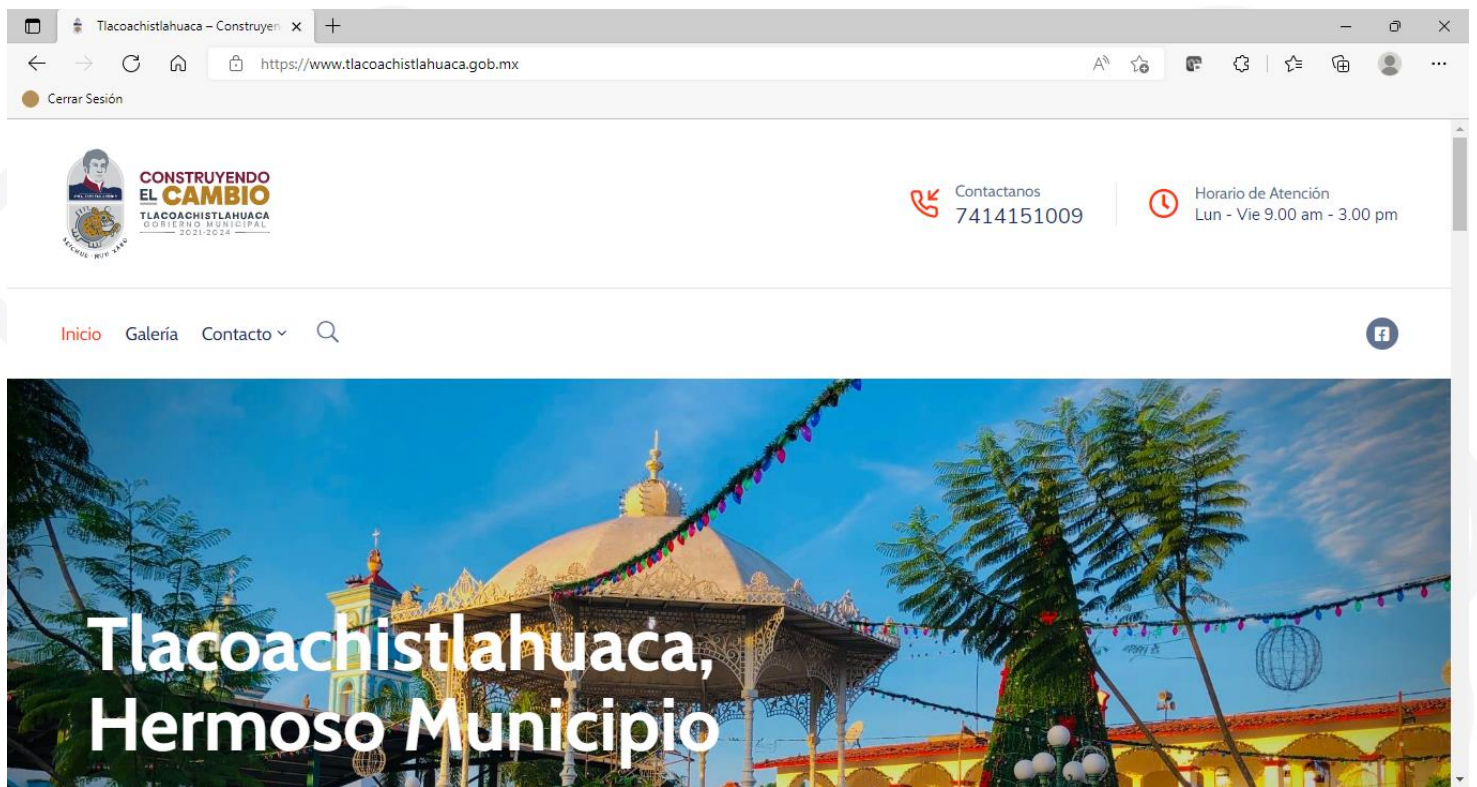 Tlacoachistlahuaca – Construyen
https://www.tlacoachistlahuaca.gob.mx
Cerrar Sesión
CONSTRUYENDO
EL CAMBIO
TLACOACHISTLAHUACA
GOBIERNO MUNICIPAL
2021-2024
Contactanos
7414151009
Horario de Atención
Lun - Vie 9.00 am - 3.00 pm
Inicio Galería Contacto
Tlacoachistlahuaca,
Hermoso Municipio